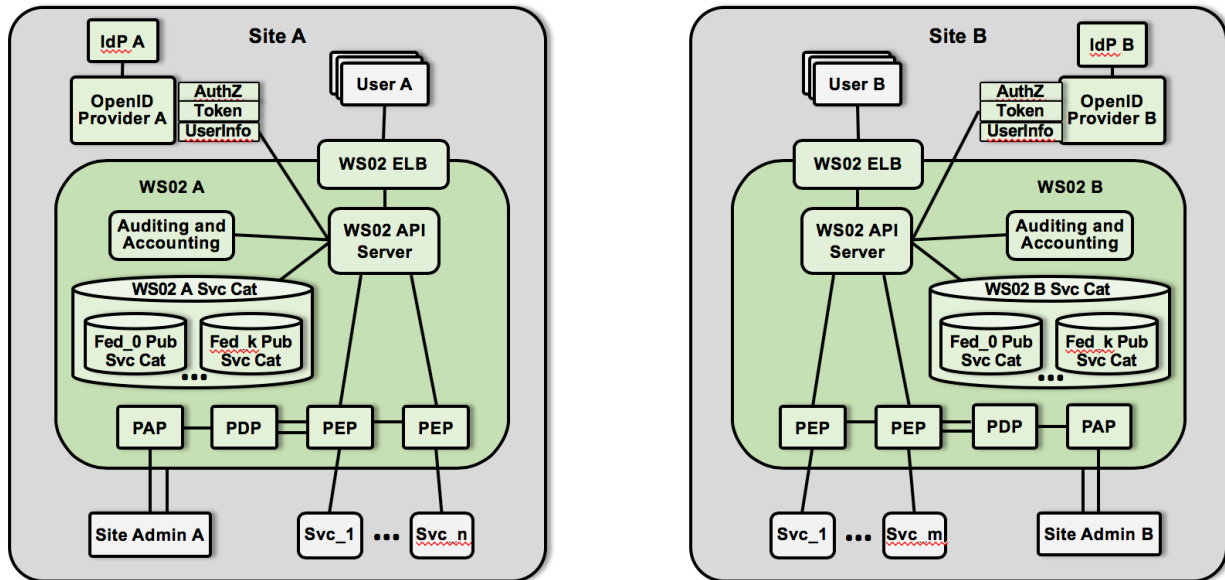 Site A
IdP A
OpenID
Provider A
AuthZ
Token
UserInfo
User A
WS02 ELB
WS02 A
Auditing and
Accounting
WS02 API
Server
WS02 A Svc Cat
Fed_0 Pub
Svc Cat
Fed_k Pub
Svc Cat
...
PAP
PDP
PEP
PEP
Site Admin A
Svc_1
...
Svc_n
Site B
IdP B
User B
AuthZ
Token
UserInfo
OpenID
Provider B
WS02 ELB
WS02 B
WS02 API
Server
Auditing and
Accounting
WS02 B Svc Cat
Fed_0 Pub
Svc Cat
Fed_k Pub
Svc Cat
...
PEP
PEP
PDP
PAP
Svc_1
...
Svc_m
Site Admin B